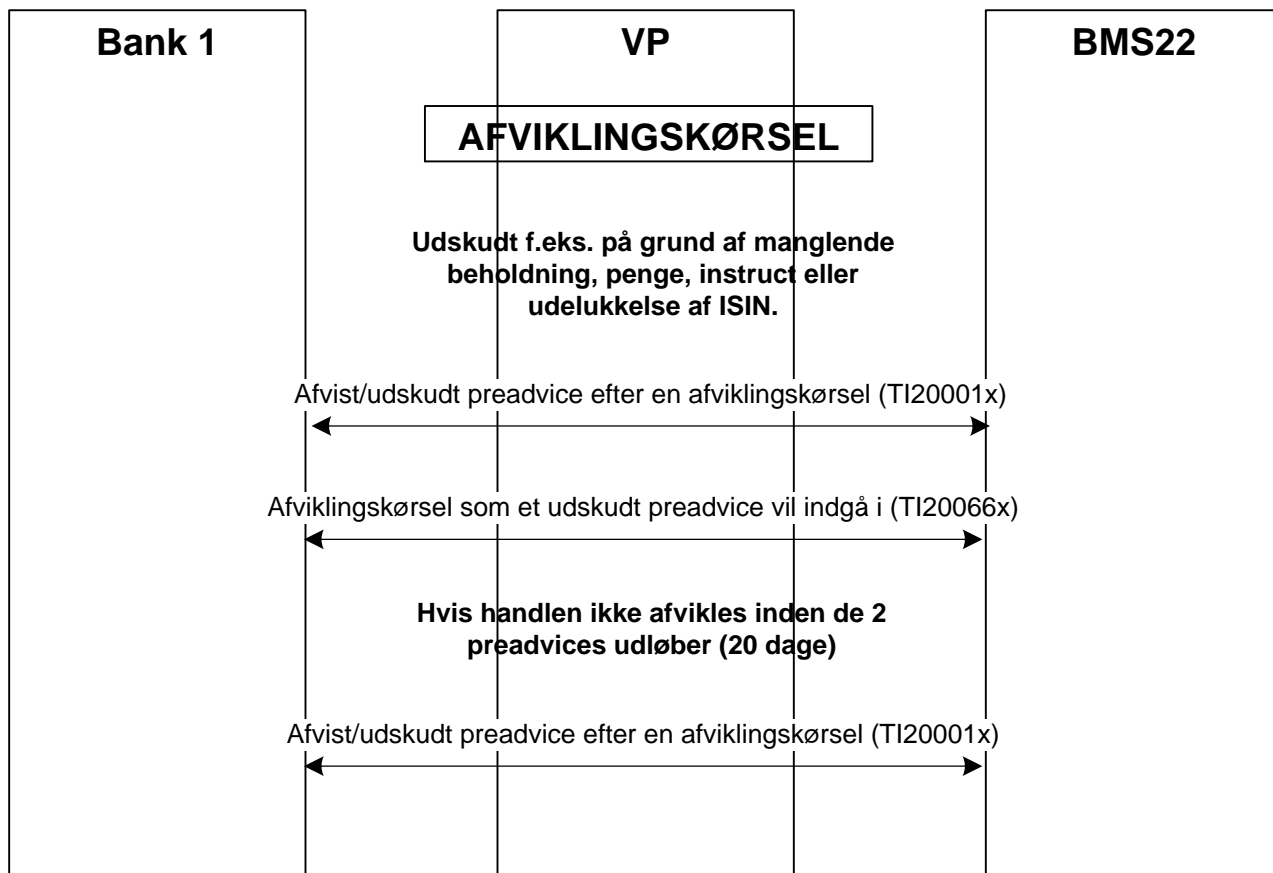 Bank 1
VP
BMS22
AFVIKLINGSKØRSEL
Udskudt f.eks. på grund af manglende
beholdning, penge, instruct eller
udelukkelse af ISIN.
Afvist/udskudt preadvice efter en afviklingskørsel (TI20001x)
Afviklingskørsel som et udskudt preadvice vil indgå i (TI20066x)
Hvis handlen ikke afvikles inden de 2
preadvices udløber (20 dage)
Afvist/udskudt preadvice efter en afviklingskørsel (TI20001x)